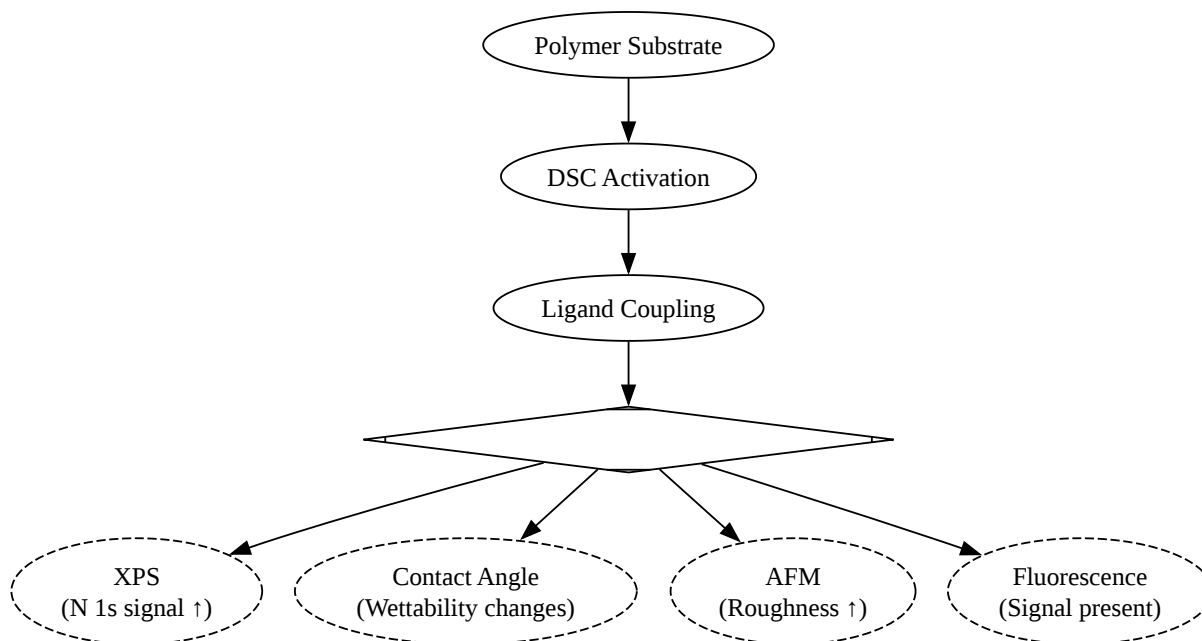 Polymer Substrate
DSC Activation
Ligand Coupling
XPS
(N 1s signal ↑)
Contact Angle
(Wettability changes)
AFM
(Roughness ↑)
Fluorescence
(Signal present)